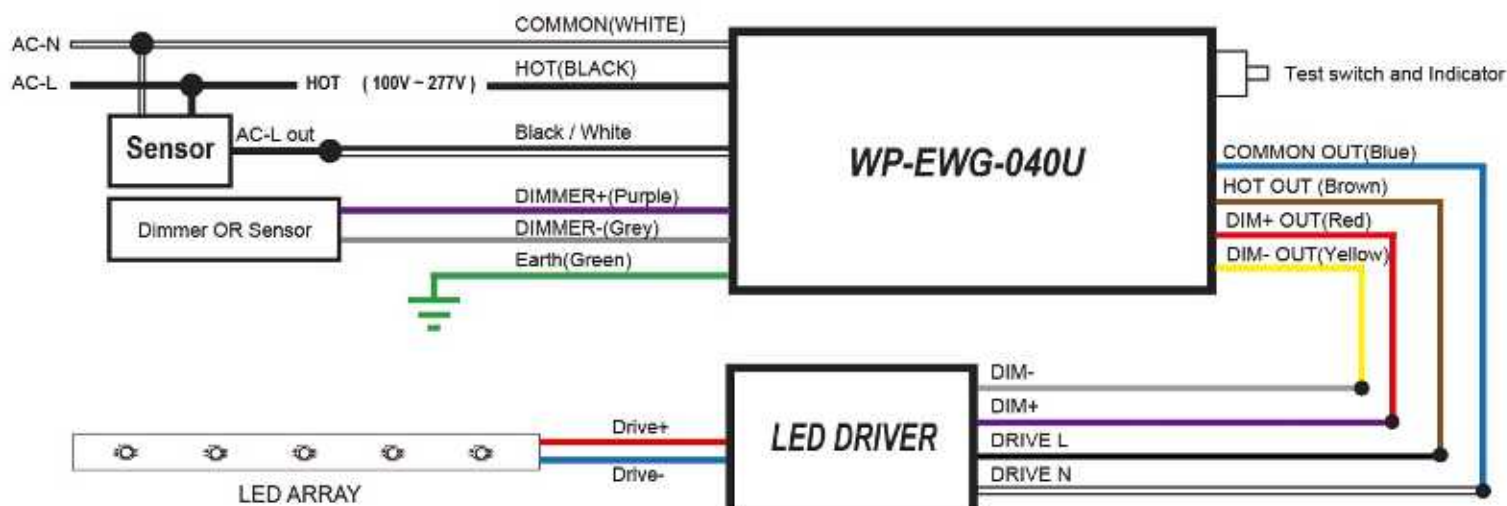 COMMON(WHITE)
AC-N
HOT(BLACK)
AC-L
HOT ( 100V ~ 277V )
Test switch and Indicator
Sensor
AC-L out
Black / White
WP-EWG-040U
COMMON OUT(Blue)
HOT OUT (Brown)
DIMMER+(Purple)
Dimmer OR Sensor
DIMMER-(Grey)
DIM+ OUT(Red)
Earth(Green)
DIM- OUT(Yellow)
DIM-
DIM+
Drive+
LED DRIVER
DRIVE L
Drive-
DRIVE N
LED ARRAY